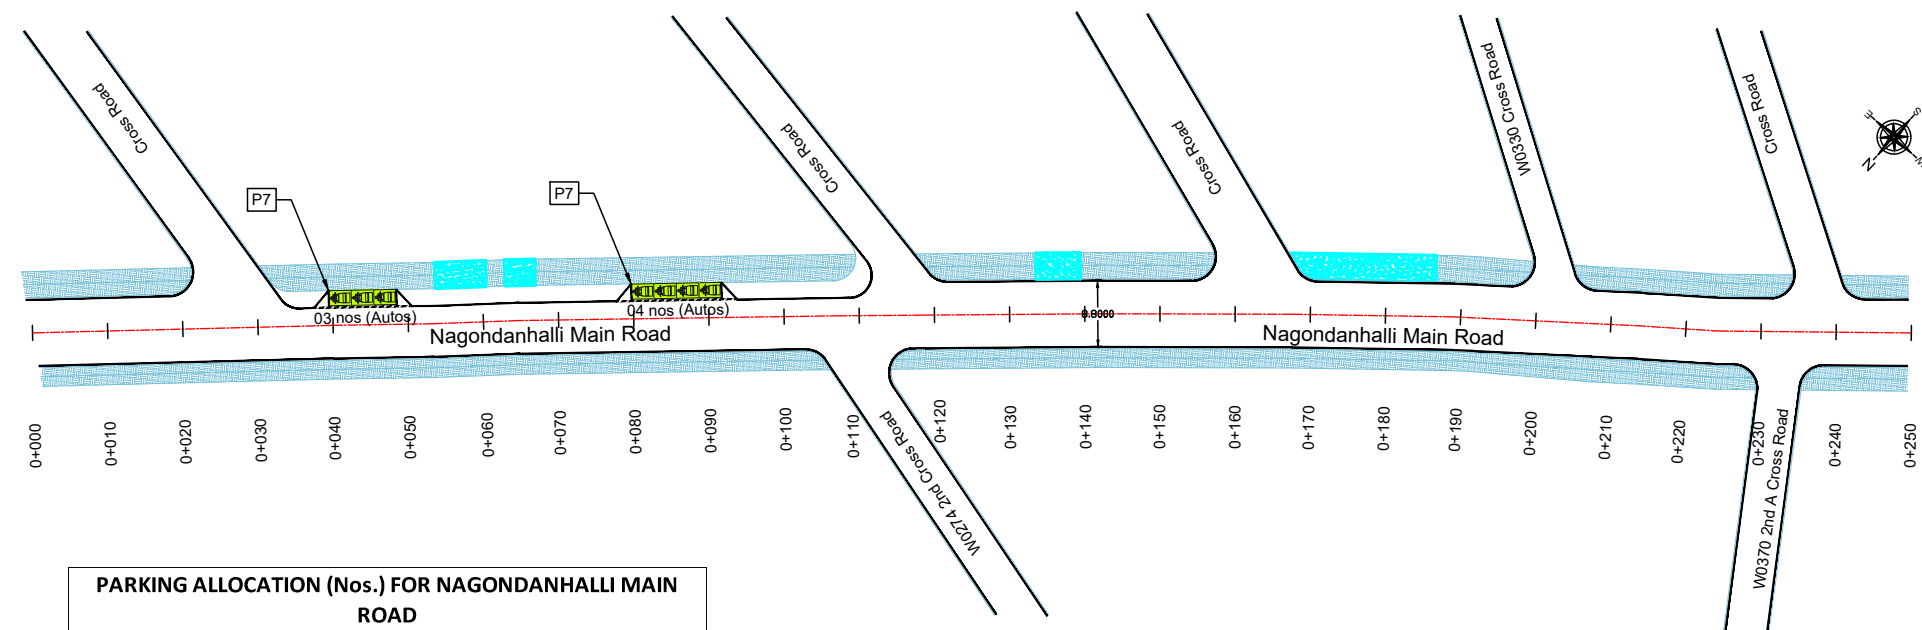 Cross Road
Cross Road
Cross Road
W0330 Cross Road
Cross Road
E
S
N
W
P7
P7
03 nos (Autos)
04 nos (Autos)
Nagondanhalli Main Road
Nagondanhalli Main Road
0+000
0+010
0+020
0+030
0+040
0+050
0+060
0+070
0+080
0+090
0+100
0+110
0+120
0+130
0+140
0+150
0+160
0+170
0+180
0+190
0+200
0+210
0+220
0+230
0+240
0+250
W0274 2nd Cross Road
W0370 2nd A Cross Road
PARKING ALLOCATION (Nos.) FOR NAGONDANHALLI MAIN
ROAD